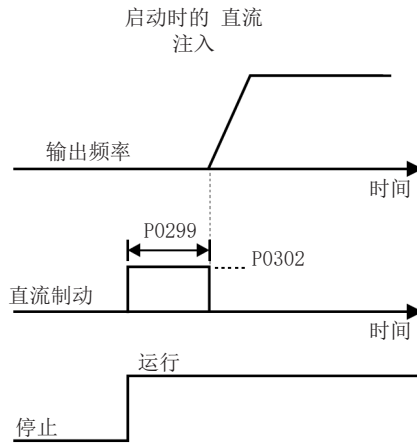 启动时的 直流
注入
输出频率
时间
P0299
P0302
直流制动
时间
运行
停止